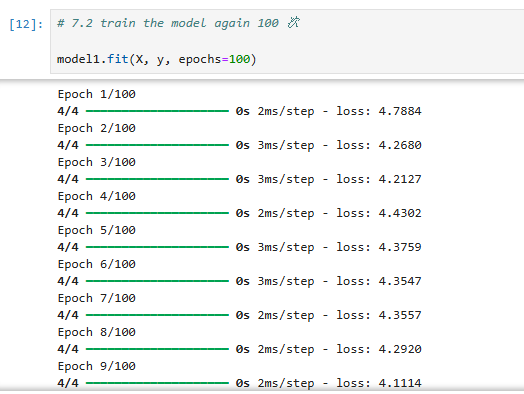 [12]: # 7.2 train the model again 100 🪄
model1.fit(X, y, epochs=100)
Epoch 1/100
4/4 ━━━━━━━━━━━━━━━━━━━━ 0s 2ms/step - loss: 4.7884
Epoch 2/100
4/4 ━━━━━━━━━━━━━━━━━━━━ 0s 3ms/step - loss: 4.2680
Epoch 3/100
4/4 ━━━━━━━━━━━━━━━━━━━━ 0s 3ms/step - loss: 4.2127
Epoch 4/100
4/4 ━━━━━━━━━━━━━━━━━━━━ 0s 2ms/step - loss: 4.4302
Epoch 5/100
4/4 ━━━━━━━━━━━━━━━━━━━━ 0s 3ms/step - loss: 4.3759
Epoch 6/100
4/4 ━━━━━━━━━━━━━━━━━━━━ 0s 3ms/step - loss: 4.3547
Epoch 7/100
4/4 ━━━━━━━━━━━━━━━━━━━━ 0s 2ms/step - loss: 4.3557
Epoch 8/100
4/4 ━━━━━━━━━━━━━━━━━━━━ 0s 2ms/step - loss: 4.2920
Epoch 9/100
4/4 ━━━━━━━━━━━━━━━━━━━━ 0s 2ms/step - loss: 4.1114